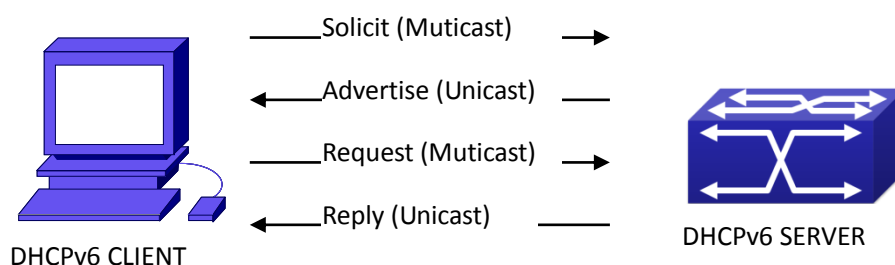 Solicit (Muticast)
Advertise (Unicast)
Request (Muticast)
Reply (Unicast)
DHCPv6 CLIENT
DHCPv6 SERVER